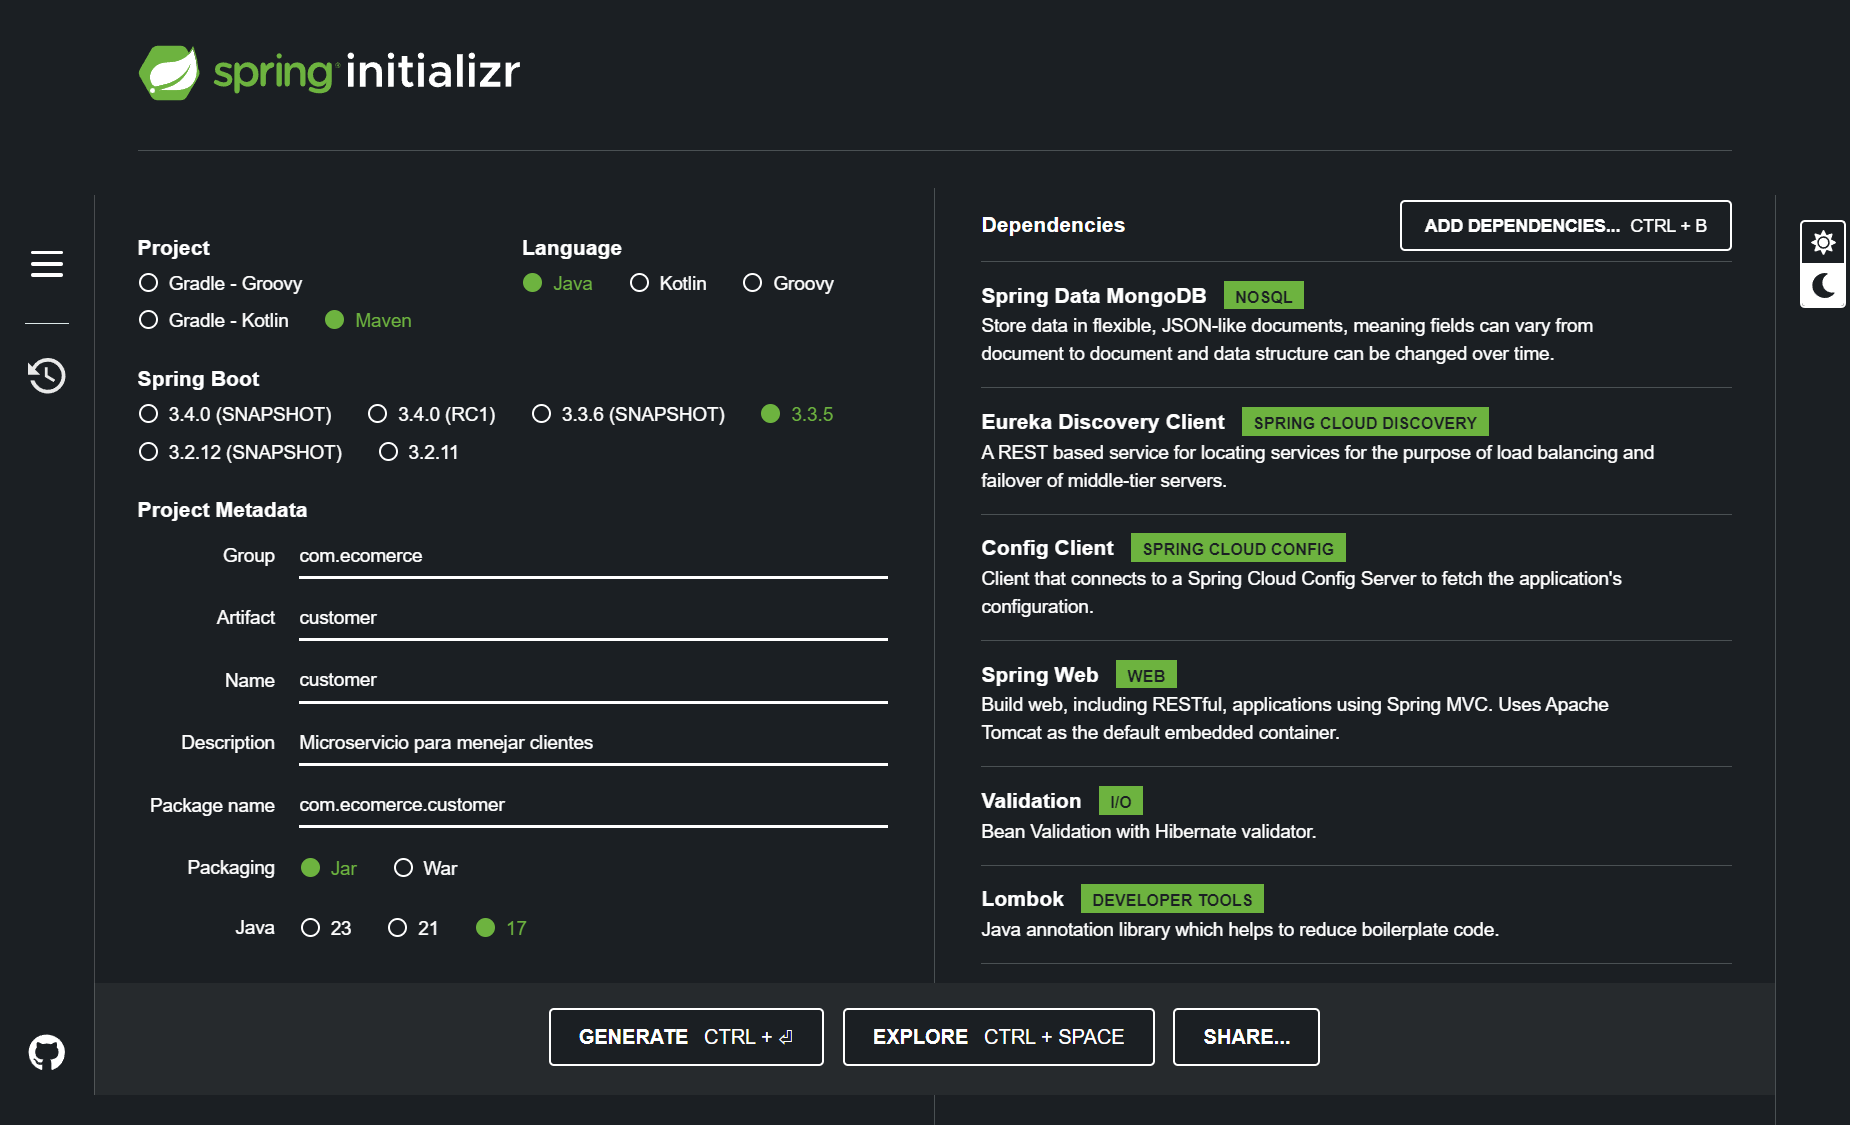 spring initializr
Project
Gradle - Groovy
Gradle - Kotlin Maven
Language
Java Kotlin Groovy
Spring Boot
3.4.0 (SNAPSHOT) 3.4.0 (RC1) 3.3.6 (SNAPSHOT) 3.3.5
3.2.12 (SNAPSHOT) 3.2.11
Project Metadata
Group com.ecomerce
Artifact customer
Name customer
Description Microservicio para menejar clientes
Package name com.ecomerce.customer
Packaging Jar War
Java 23 21 17
Dependencies ADD DEPENDENCIES... CTRL + B
Spring Data MongoDB NOSQL
Store data in flexible, JSON-like documents, meaning fields can vary from
document to document and data structure can be changed over time.
Eureka Discovery Client SPRING CLOUD DISCOVERY
A REST based service for locating services for the purpose of load balancing and
failover of middle-tier servers.
Config Client SPRING CLOUD CONFIG
Client that connects to a Spring Cloud Config Server to fetch the application's
configuration.
Spring Web WEB
Build web, including RESTful, applications using Spring MVC. Uses Apache
Tomcat as the default embedded container.
Validation I/O
Bean Validation with Hibernate validator.
Lombok DEVELOPER TOOLS
Java annotation library which helps to reduce boilerplate code.
GENERATE CTRL + ⏎ EXPLORE CTRL + SPACE SHARE...